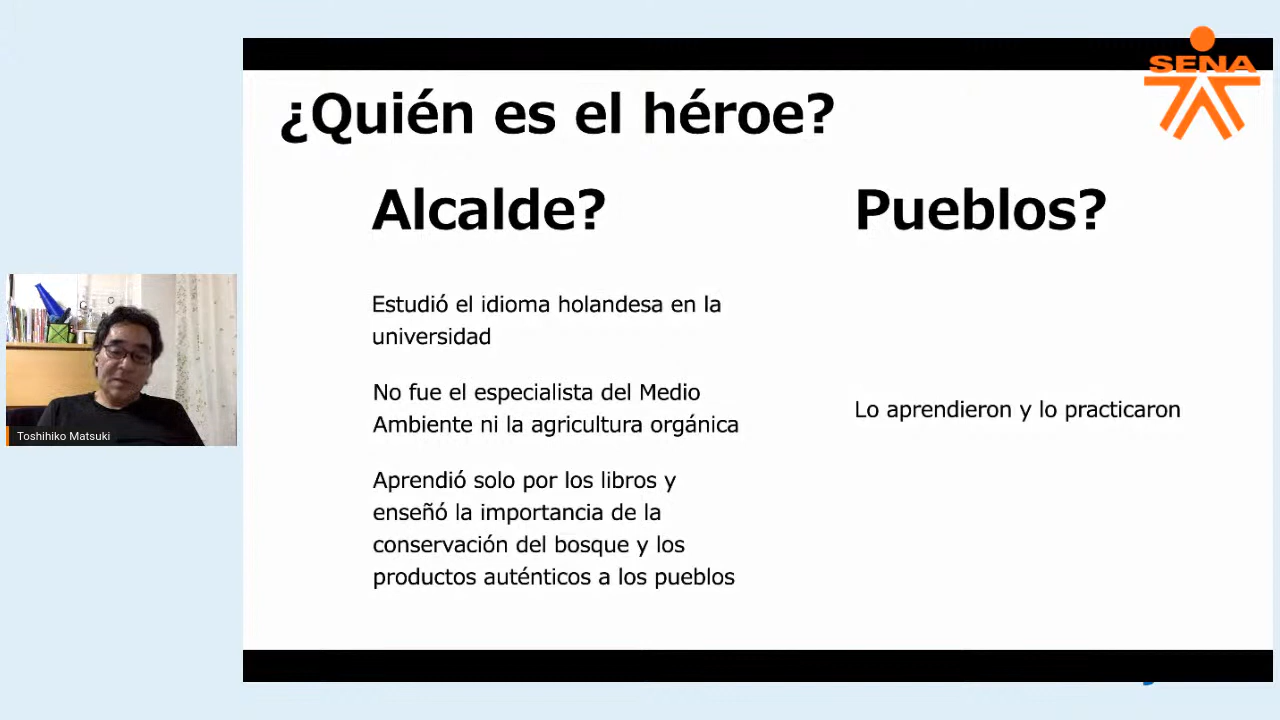 SENA
¿Quién es el héroe?
Alcalde?
Estudió el idioma holandesa en la
universidad
No fue el especialista del Medio
Ambiente ni la agricultura orgánica
Aprendió solo por los libros y
enseñó la importancia de la
conservación del bosque y los
productos auténticos a los pueblos
Pueblos?
Lo aprendieron y lo practicaron
Toshihiko Matsuki